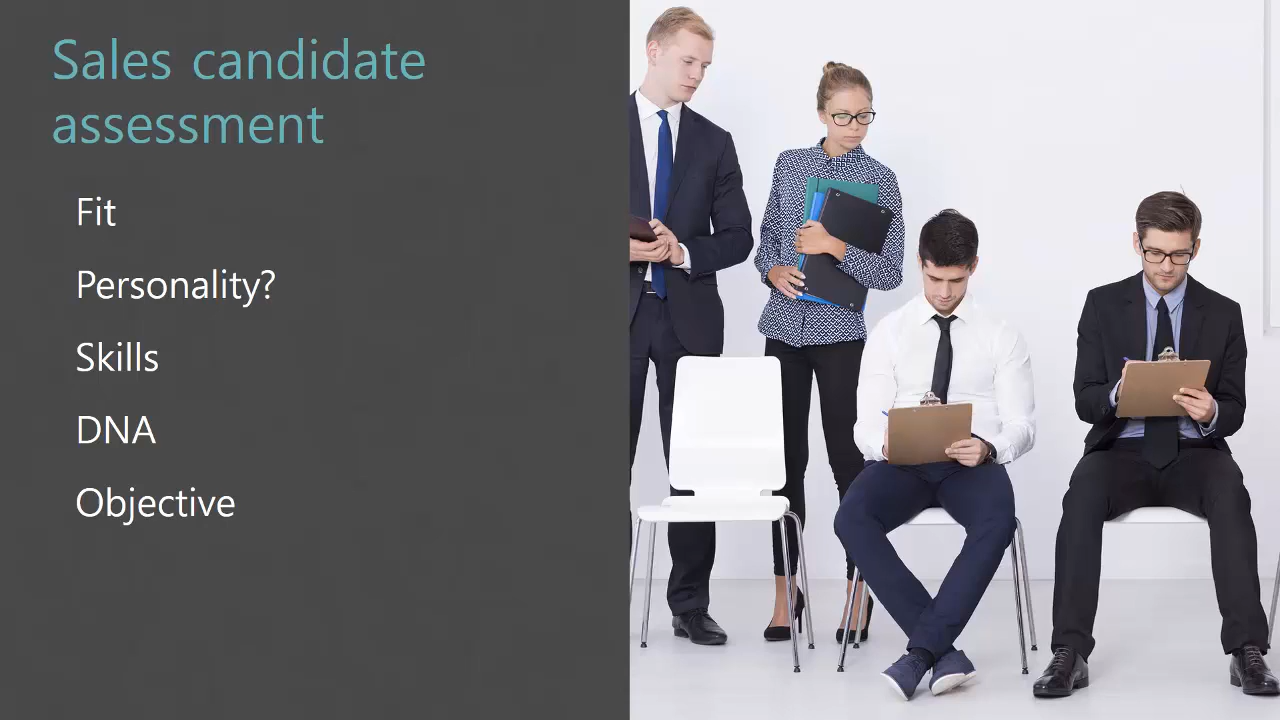 Sales candidate
assessment
Fit
Personality?
Skills
DNA
Objective